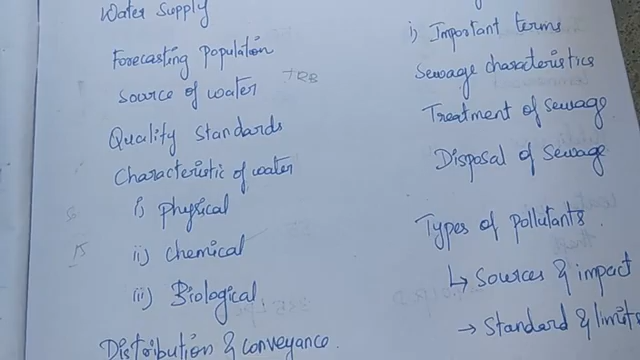 Water Supply
Forecasting Population
Source of water
Quality Standards
Characteristic of water
i) Physical
ii) Chemical
iii) Biological
Distribution & conveyance.
i) Important terms
Sewage characteristics
Treatment of sewage
Disposal of Sewage
Types of Pollutants.
↳ Sources & impact
→ Standard & limits